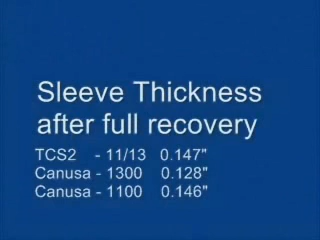 Sleeve Thickness
after full recovery
TCS2 - 11/13 0.147"
Canusa - 1300 0.128"
Canusa - 1100 0.146"